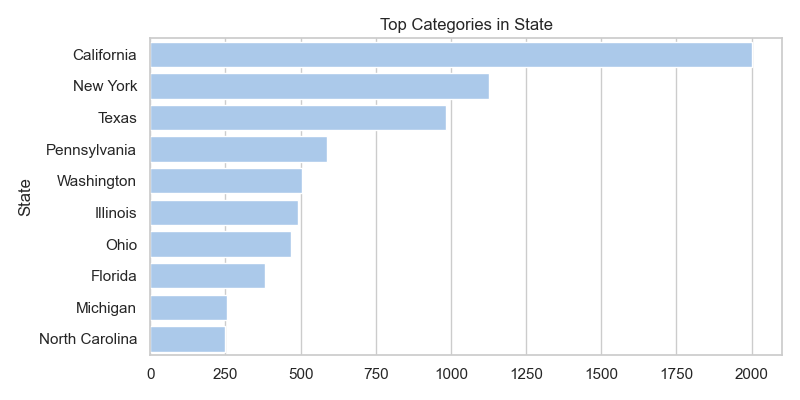 Top Categories in State
California
New York
Texas
Pennsylvania
Washington
Illinois
Ohio
Florida
Michigan
North Carolina
State
0 250 500 750 1000 1250 1500 1750 2000